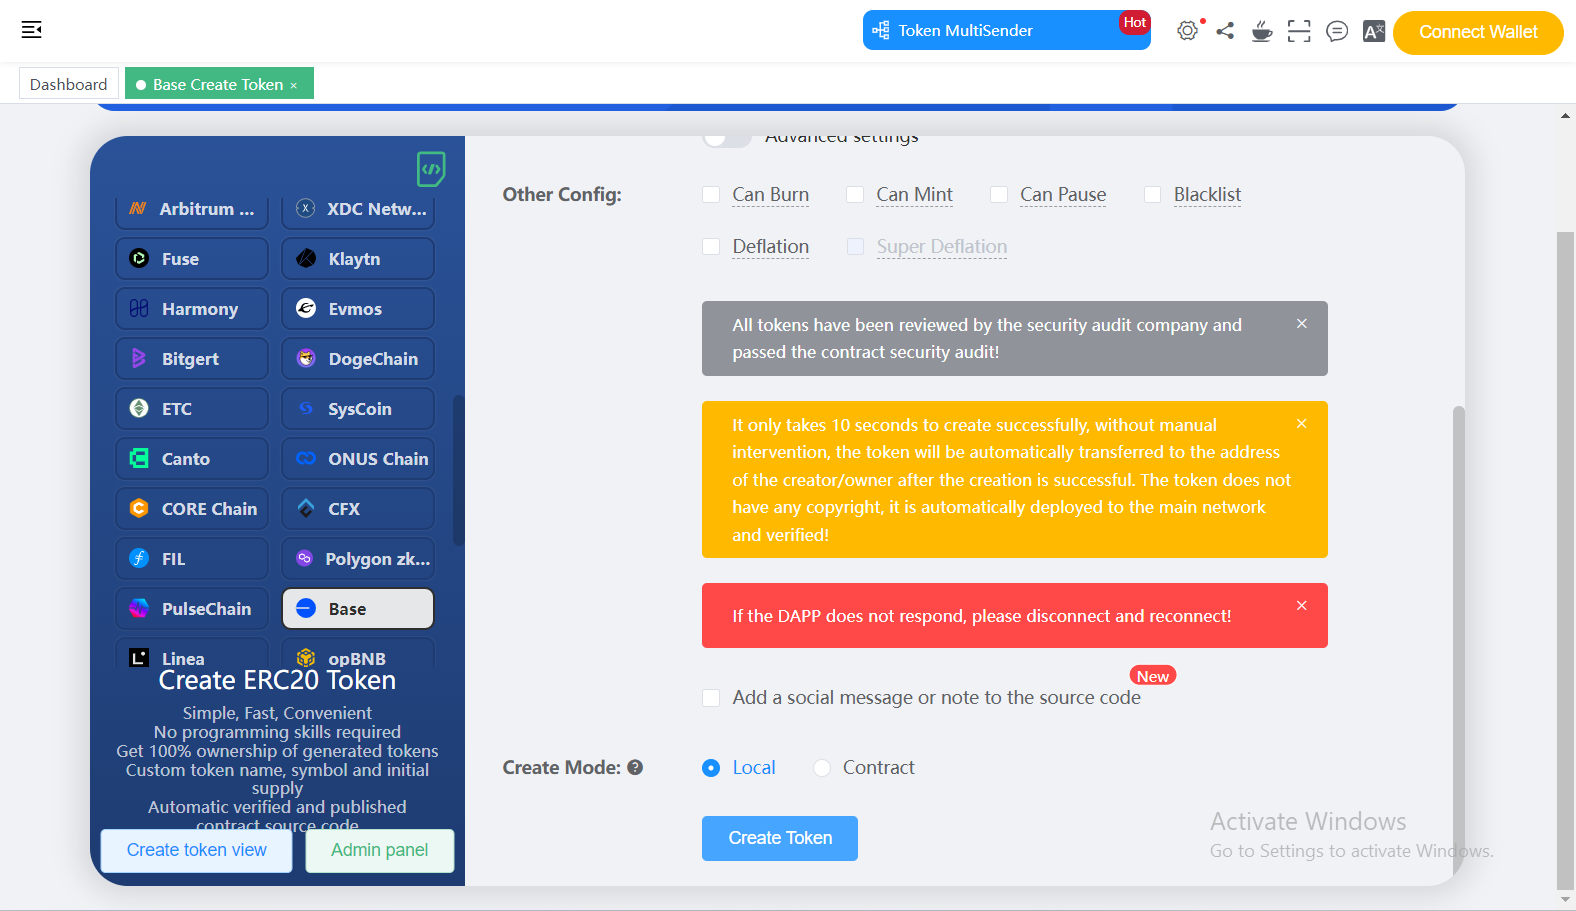 Token MultiSender
Hot
Connect Wallet
Dashboard
Base Create Token ×
Advanced settings
Arbitrum ...
XDC Netw...
Fuse
Klaytn
Harmony
Evmos
Bitgert
DogeChain
ETC
SysCoin
Canto
ONUS Chain
CORE Chain
CFX
FIL
Polygon zk...
PulseChain
Base
Linea
opBNB
Create ERC20 Token
Simple, Fast, Convenient
No programming skills required
Get 100% ownership of generated tokens
Custom token name, symbol and initial
supply
Automatic verified and published
contract source code
Create token view
Admin panel
Other Config:
Can Burn
Can Mint
Can Pause
Blacklist
Deflation
Super Deflation
All tokens have been reviewed by the security audit company and
passed the contract security audit!
It only takes 10 seconds to create successfully, without manual
intervention, the token will be automatically transferred to the address
of the creator/owner after the creation is successful. The token does not
have any copyright, it is automatically deployed to the main network
and verified!
If the DAPP does not respond, please disconnect and reconnect!
New
Add a social message or note to the source code
Create Mode:
Local
Contract
Create Token
Activate Windows
Go to Settings to activate Windows.